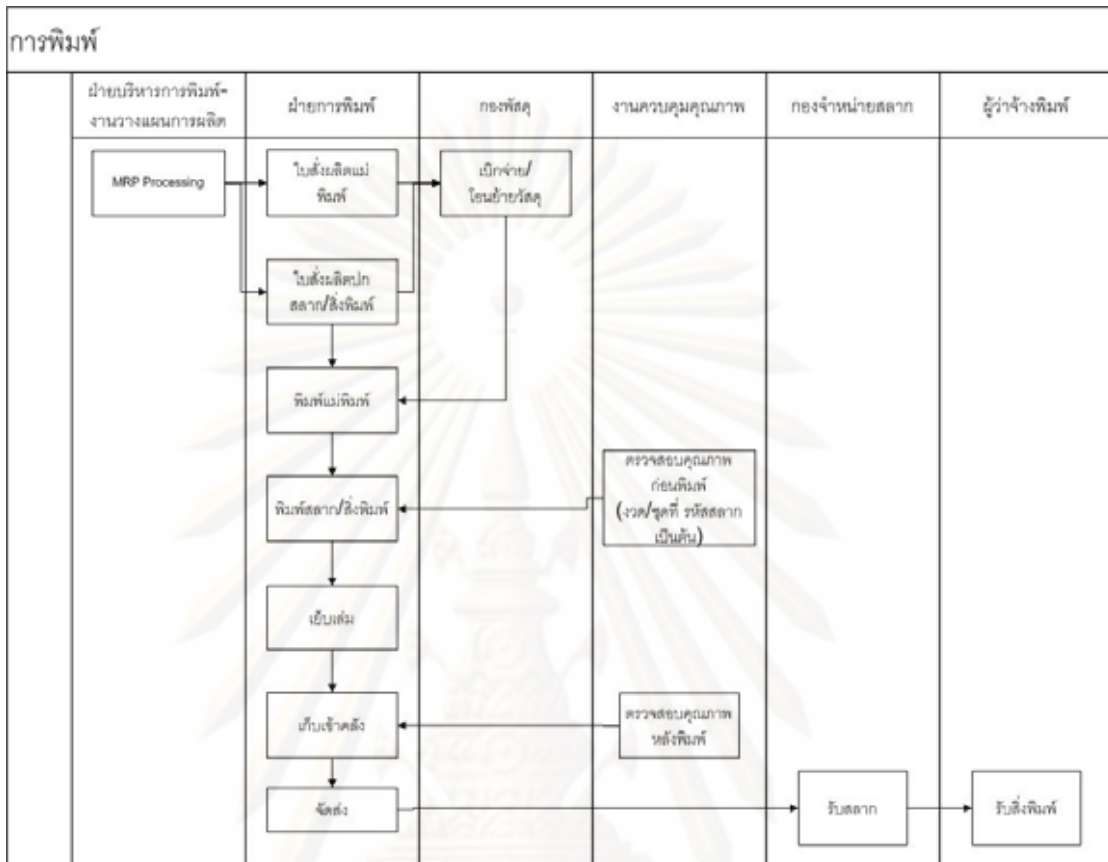 การพิมพ์
ฝ่ายบริหารการพิมพ์-
งานวางแผนการผลิต
ฝ่ายการพิมพ์
กองพัสดุ
งานควบคุมคุณภาพ
กองจำหน่ายสลาก
ผู้ว่าจ้างพิมพ์
MRP Processing
ใบสั่งผลิตแม่
พิมพ์
เบิกจ่าย/
โอนย้ายวัสดุ
ใบสั่งผลิตปก
สลาก/สิ่งพิมพ์
พิมพ์แม่พิมพ์
ตรวจสอบคุณภาพ
ก่อนพิมพ์
(งวด/ชุดที่ รหัสสลาก
เป็นต้น)
พิมพ์สลาก/สิ่งพิมพ์
เย็บเล่ม
เก็บเข้าคลัง
ตรวจสอบคุณภาพ
หลังพิมพ์
จัดส่ง
รับสลาก
รับสิ่งพิมพ์